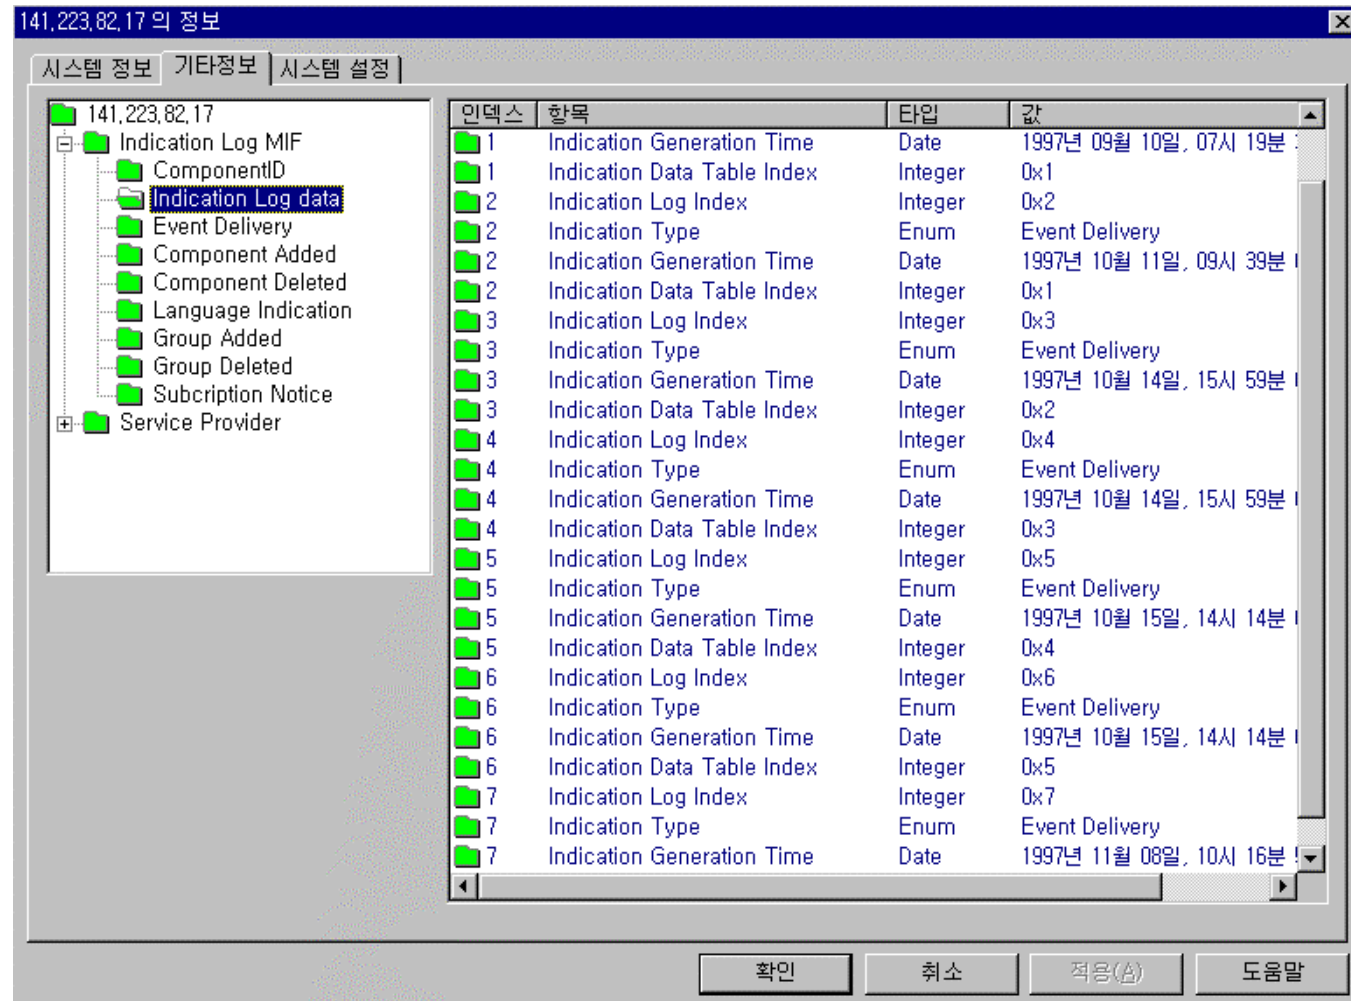 141,223,82,17 의 정보
시스템 정보 기타정보 시스템 설정
141,223,82,17
Indication Log MIF
ComponentID
Indication Log data
Event Delivery
Component Added
Component Deleted
Language Indication
Group Added
Group Deleted
Subcription Notice
Service Provider
인덱스 항목 타입 값
1 Indication Generation Time Date 1997년 09월 10일, 07시 19분
1 Indication Data Table Index Integer 0x1
2 Indication Log Index Integer 0x2
2 Indication Type Enum Event Delivery
2 Indication Generation Time Date 1997년 10월 11일, 09시 39분
2 Indication Data Table Index Integer 0x1
3 Indication Log Index Integer 0x3
3 Indication Type Enum Event Delivery
3 Indication Generation Time Date 1997년 10월 14일, 15시 59분
3 Indication Data Table Index Integer 0x2
4 Indication Log Index Integer 0x4
4 Indication Type Enum Event Delivery
4 Indication Generation Time Date 1997년 10월 14일, 15시 59분
4 Indication Data Table Index Integer 0x3
5 Indication Log Index Integer 0x5
5 Indication Type Enum Event Delivery
5 Indication Generation Time Date 1997년 10월 15일, 14시 14분
5 Indication Data Table Index Integer 0x4
6 Indication Log Index Integer 0x6
6 Indication Type Enum Event Delivery
6 Indication Generation Time Date 1997년 10월 15일, 14시 14분
6 Indication Data Table Index Integer 0x5
7 Indication Log Index Integer 0x7
7 Indication Type Enum Event Delivery
7 Indication Generation Time Date 1997년 11월 08일, 10시 16분
확인 취소 적용(A) 도움말